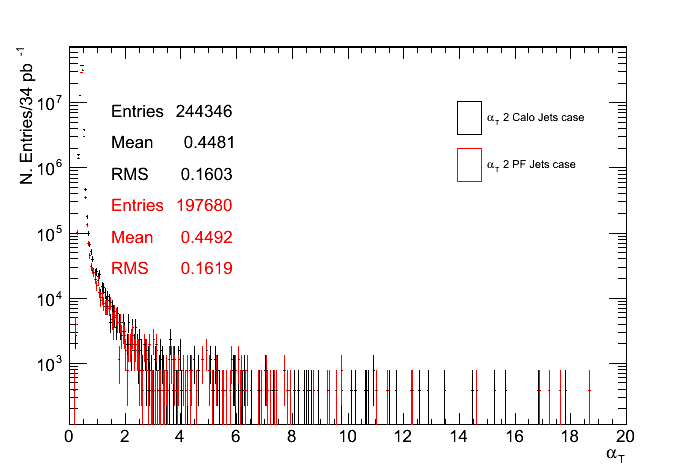 N. Entries/34 pb⁻¹
10⁷
10⁶
10⁵
10⁴
10³
Entries 244346
Mean 0.4481
RMS 0.1603
Entries 197680
Mean 0.4492
RMS 0.1619
α_T 2 Calo Jets case
α_T 2 PF Jets case
0 2 4 6 8 10 12 14 16 18 20
α_T